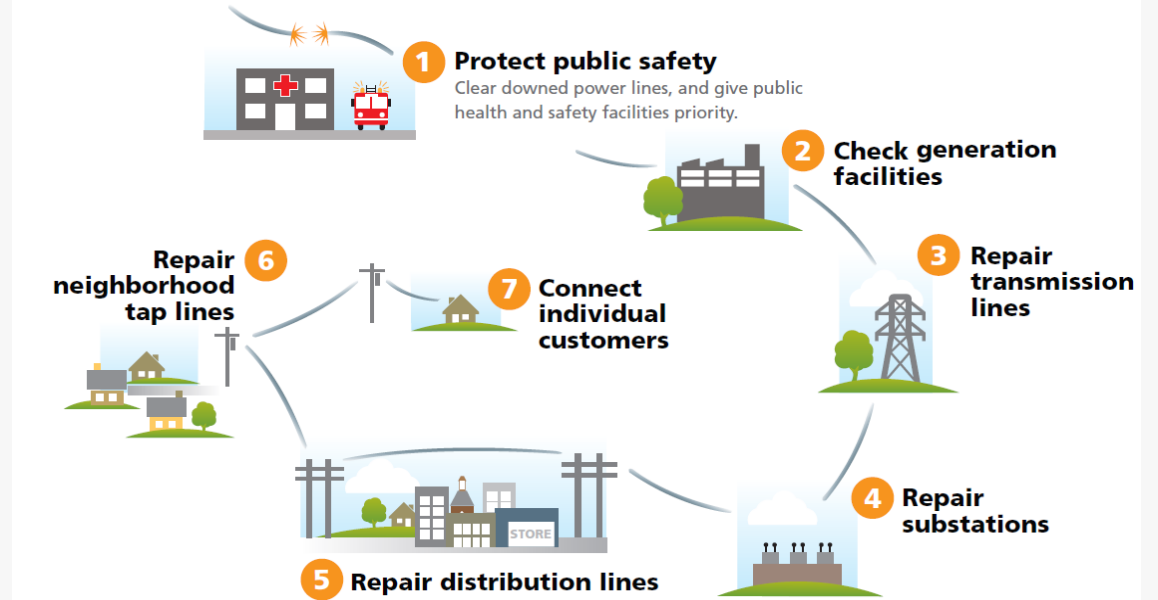 1
Protect public safety
Clear downed power lines, and give public
health and safety facilities priority.
2
Check generation
facilities
3
Repair
transmission
lines
4
Repair
substations
STORE
5
Repair distribution lines
6
Repair
neighborhood
tap lines
7
Connect
individual
customers